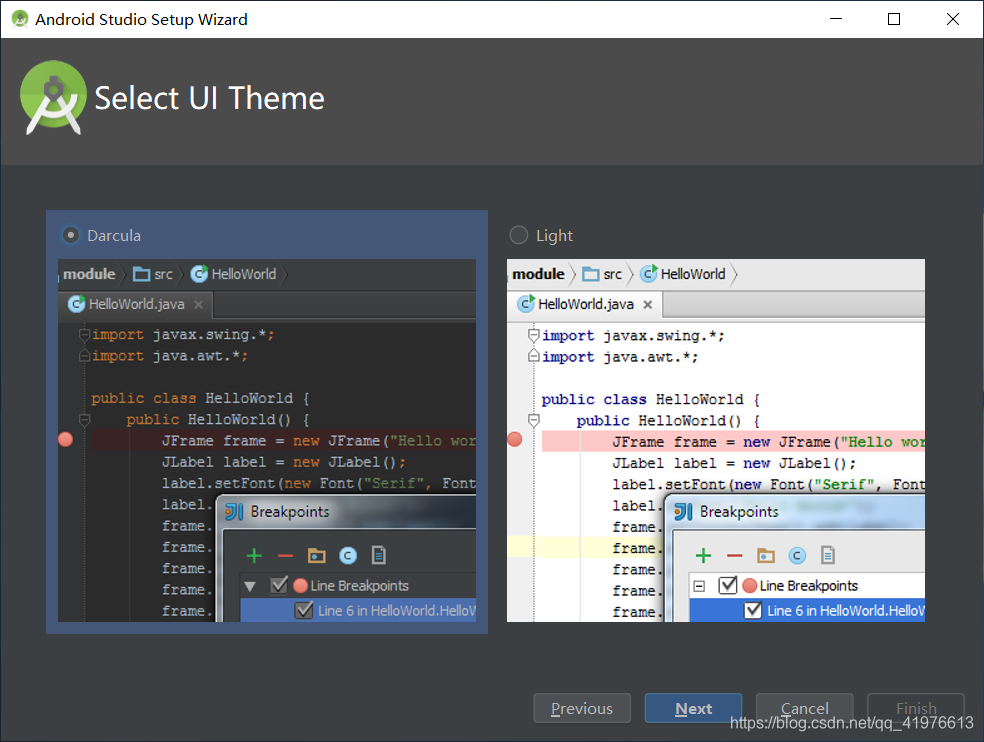 Android Studio Setup Wizard
Select UI Theme
Darcula
module src HelloWorld
HelloWorld.java
import javax.swing.*;
import java.awt.*;
public class HelloWorld {
public HelloWorld() {
JFrame frame = new JFrame("Hello wor
JLabel label = new JLabel();
label.setFont(new Font("Serif", Font
label.
frame.
frame.
frame.
frame.
frame.
Breakpoints
Line Breakpoints
Line 6 in HelloWorld.HelloW
Light
module src HelloWorld
HelloWorld.java
import javax.swing.*;
import java.awt.*;
public class HelloWorld {
public HelloWorld() {
JFrame frame = new JFrame("Hello wor
JLabel label = new JLabel();
label.setFont(new Font("Serif", Font
label.
frame.
frame.
frame.
frame.
frame.
Breakpoints
Line Breakpoints
Line 6 in HelloWorld.HelloW
Previous Next Cancel Finish
https://blog.csdn.net/qq_41976613